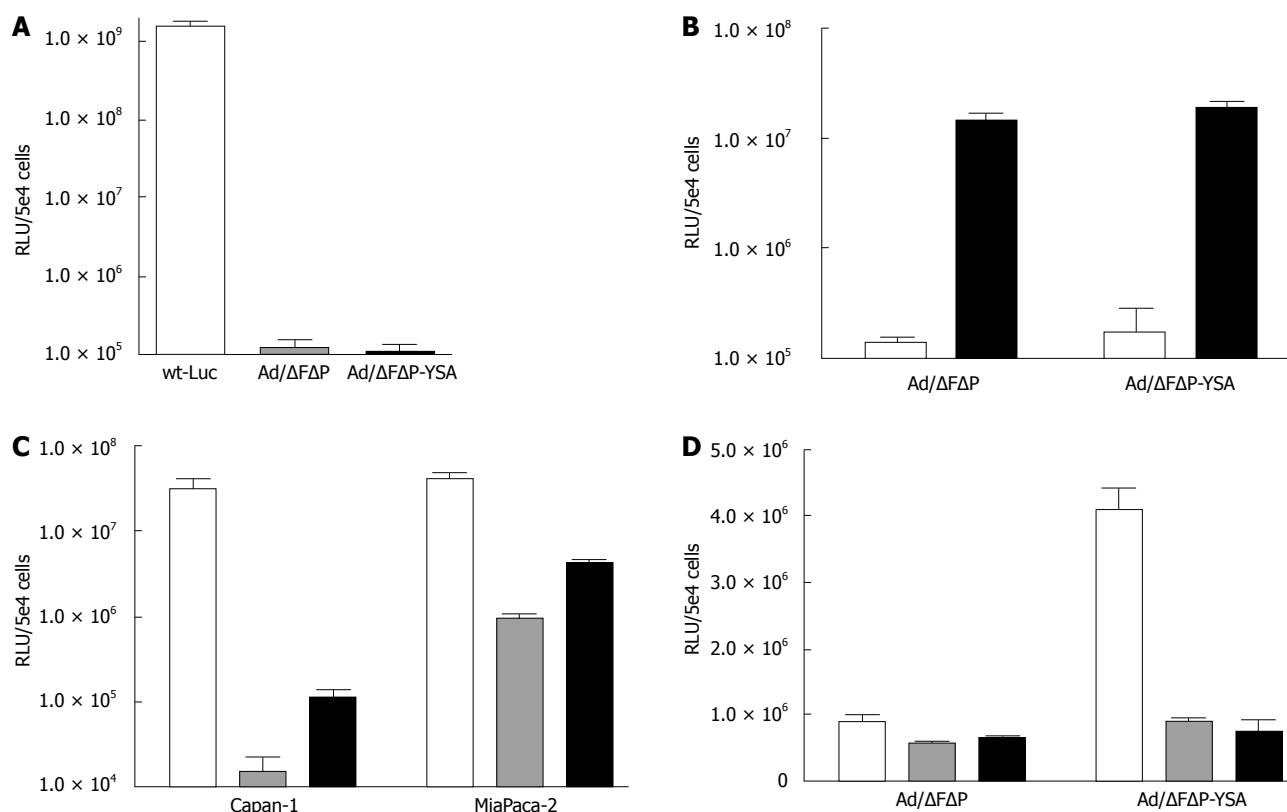 A
RLU/5e4 cells
1.0 × 10⁹
1.0 × 10⁸
1.0 × 10⁷
1.0 × 10⁶
1.0 × 10⁵
wt-Luc Ad/ΔFΔP Ad/ΔFΔP-YSA
B
RLU/5e4 cells
1.0 × 10⁸
1.0 × 10⁷
1.0 × 10⁶
1.0 × 10⁵
Ad/ΔFΔP Ad/ΔFΔP-YSA
C
RLU/5e4 cells
1.0 × 10⁸
1.0 × 10⁷
1.0 × 10⁶
1.0 × 10⁵
1.0 × 10⁴
Capan-1 MiaPaca-2
D
RLU/5e4 cells
5.0 × 10⁶
4.0 × 10⁶
6.0 × 10⁶
2.0 × 10⁶
1.0 × 10⁶
0
Ad/ΔFΔP Ad/ΔFΔP-YSA